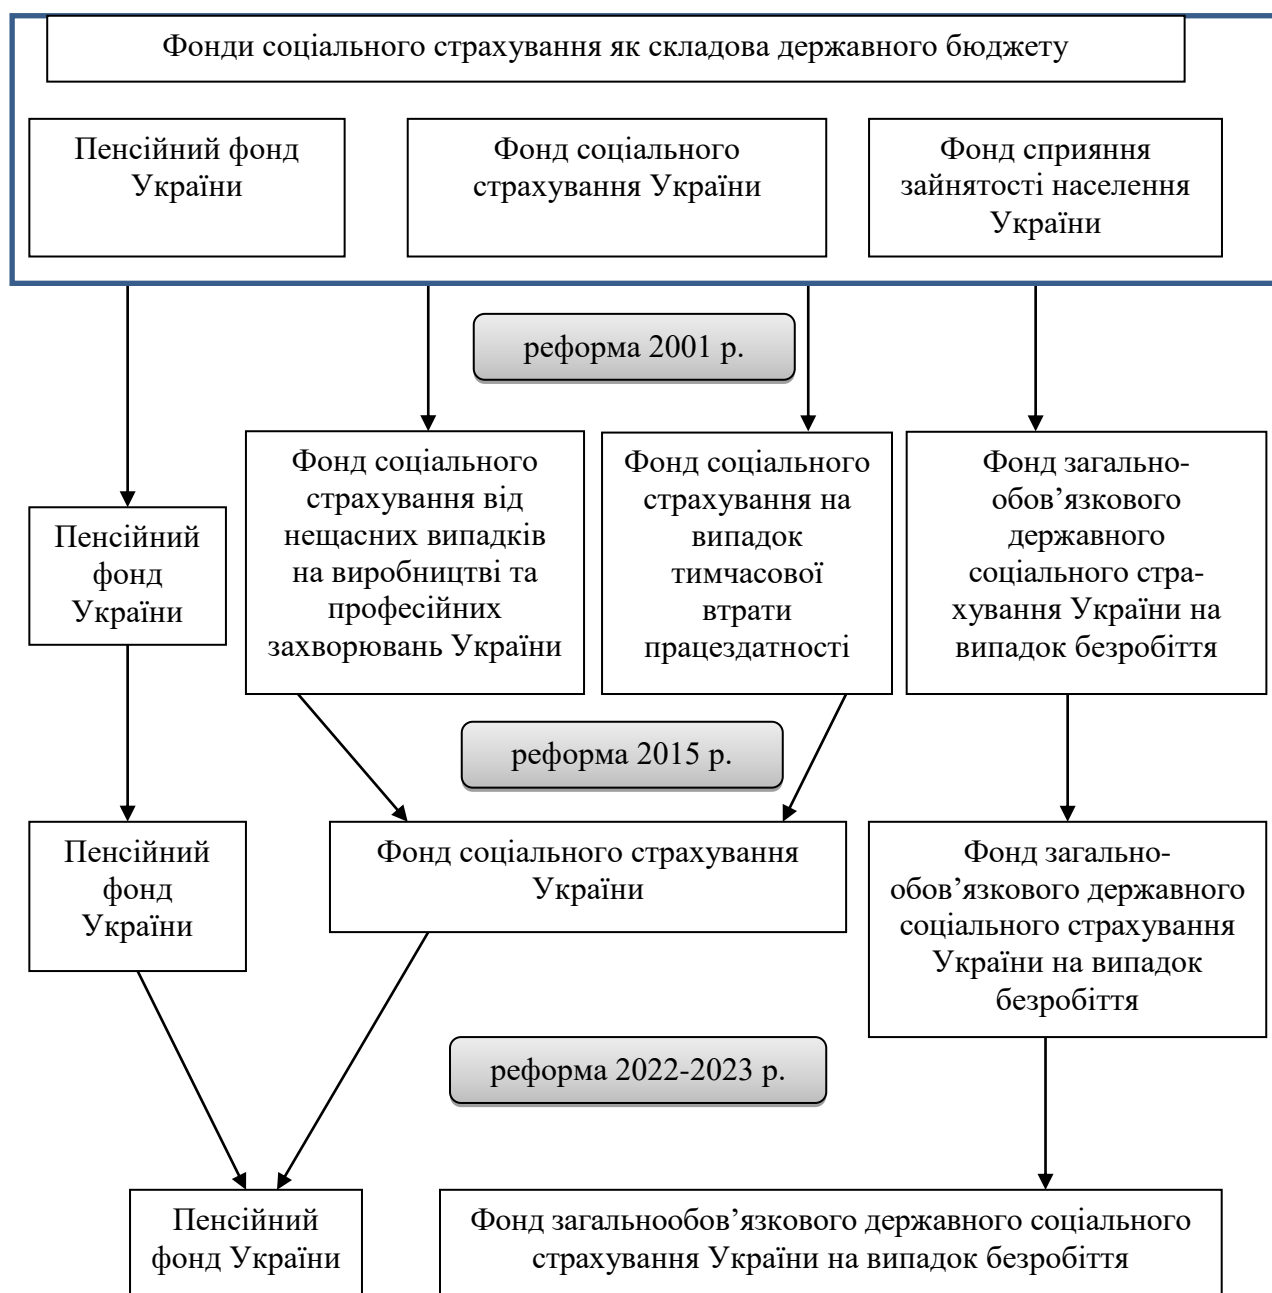 Фонди соціального страхування як складова державного бюджету
Пенсійний фонд
України
Фонд соціального
страхування України
Фонд сприяння
зайнятості населення
України
реформа 2001 р.
Пенсійний
фонд
України
Фонд соціального
страхування від
нещасних випадків
на виробництві та
професійних
захворювань України
Фонд соціального
страхування на
випадок
тимчасової
втрати
працездатності
Фонд загально-
обов’язкового
державного
соціального стра-
хування України на
випадок безробіття
реформа 2015 р.
Пенсійний
фонд
України
Фонд соціального страхування
України
Фонд загально-
обов’язкового державного
соціального страхування
України на випадок
безробіття
реформа 2022-2023 р.
Пенсійний
фонд України
Фонд загальнообов’язкового державного соціального
страхування України на випадок безробіття